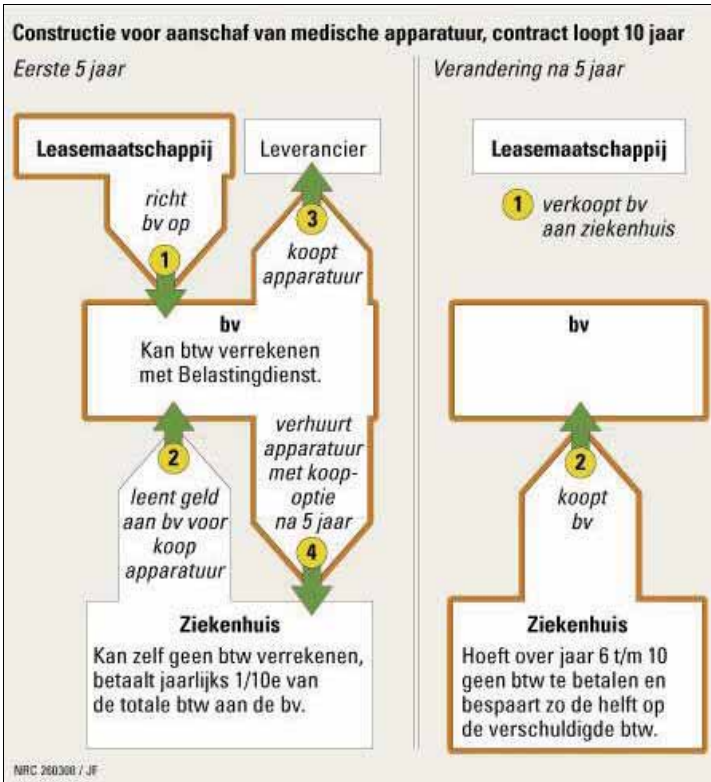 Constructie voor aanschaf van medische apparatuur, contract loopt 10 jaar
Eerste 5 jaar
Leasemaatschappij
Leverancier
richt
bv op
1
3
koopt
apparatuur
bv
Kan btw verrekenen
met Belastingdienst.
2
leent geld
aan bv voor
koop
apparatuur
verhuurt
apparatuur
met koop-
optie
na 5 jaar
4
Ziekenhuis
Kan zelf geen btw verrekenen,
betaalt jaarlijks 1/10e van
de totale btw aan de bv.
Verandering na 5 jaar
Leasemaatschappij
1 verkoopt bv
aan ziekenhuis
bv
2
koopt
bv
Ziekenhuis
Hoeft over jaar 6 t/m 10
geen btw te betalen en
bespaart zo de helft op
de verschuldigde btw.
NRC 260308 / JF